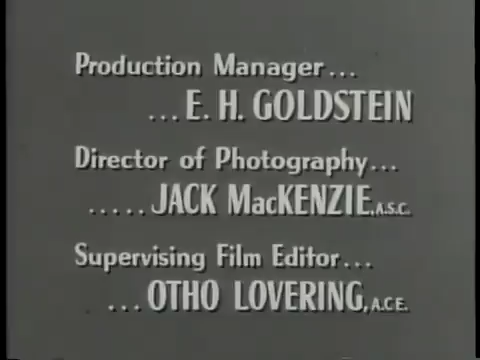 Production Manager...
...E. H. GOLDSTEIN
Director of Photography...
.....JACK MacKENZIE,A.S.C.
Supervising Film Editor...
...OTHO LOVERING,A.C.E.